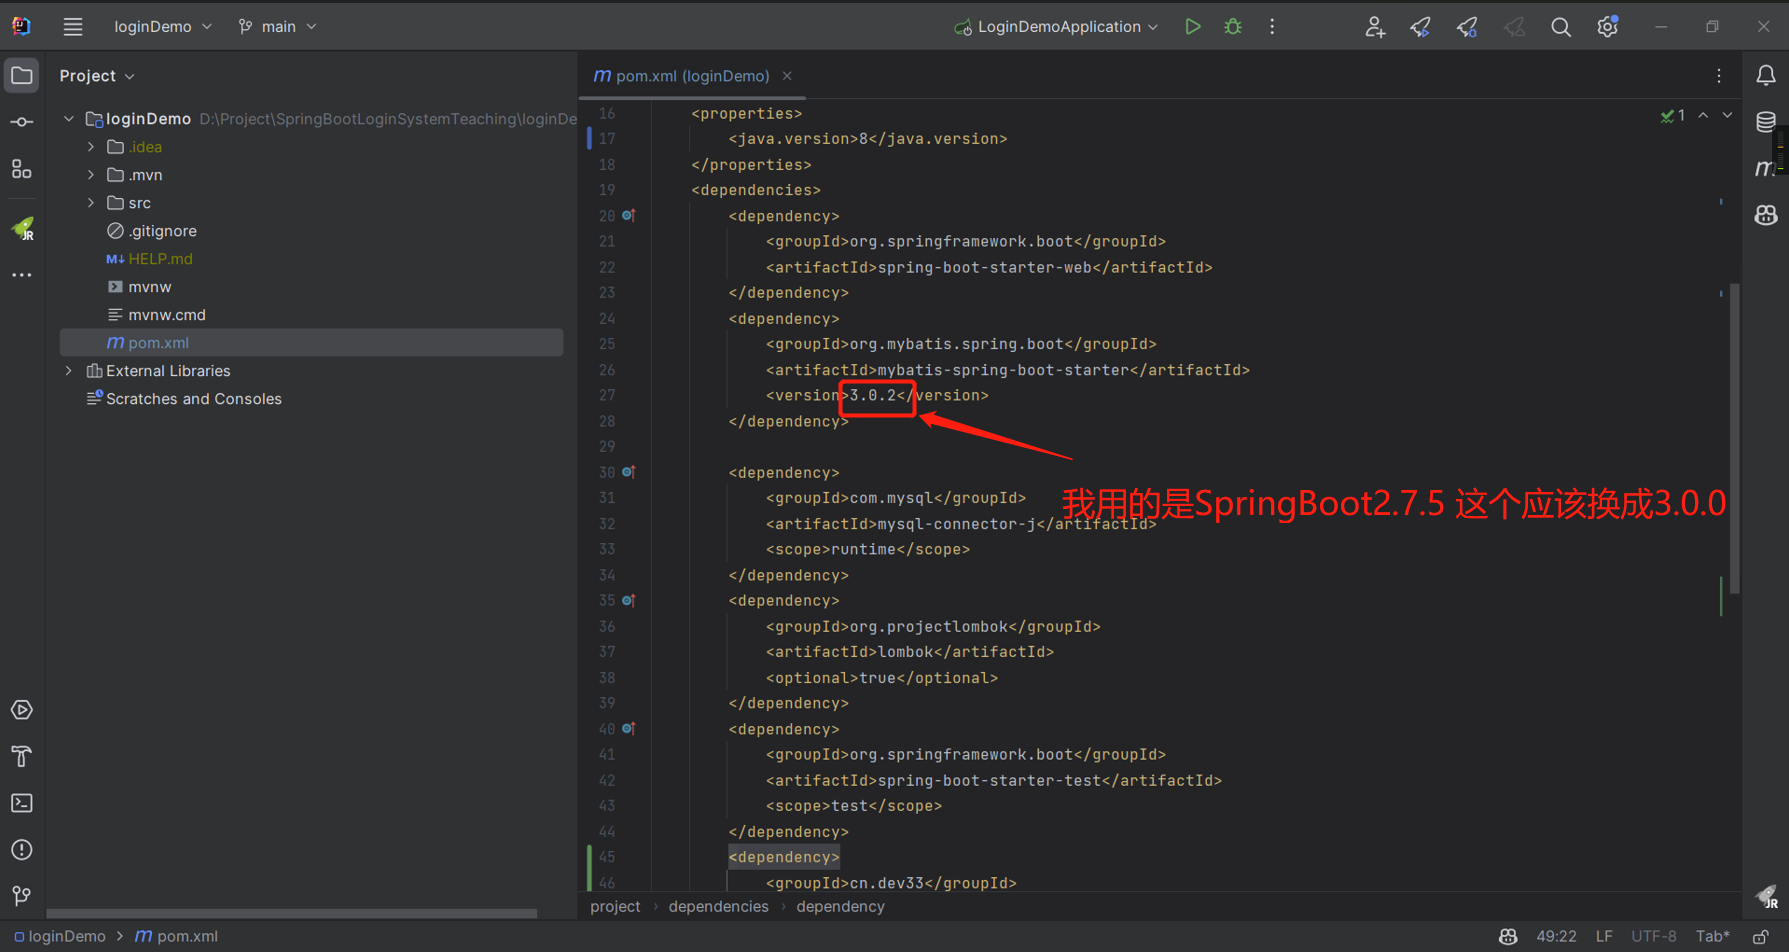 loginDemo
main
LoginDemoApplication
Project
loginDemo D:\Project\SpringBootLoginSystemTeaching\loginDe
.idea
.mvn
src
.gitignore
M↓ HELP.md
mvnw
mvnw.cmd
m pom.xml
External Libraries
Scratches and Consoles
JR
m pom.xml (loginDemo)
1
16 <properties>
17 <java.version>8</java.version>
18 </properties>
19 <dependencies>
20 <dependency>
21 <groupId>org.springframework.boot</groupId>
22 <artifactId>spring-boot-starter-web</artifactId>
23 </dependency>
24 <dependency>
25 <groupId>org.mybatis.spring.boot</groupId>
26 <artifactId>mybatis-spring-boot-starter</artifactId>
27 <version>3.0.2</version>
28 </dependency>
29
30 <dependency>
31 <groupId>com.mysql</groupId>
我用的是SpringBoot2.7.5 这个应该换成3.0.0
32 <artifactId>mysql-connector-j</artifactId>
33 <scope>runtime</scope>
34 </dependency>
35 <dependency>
36 <groupId>org.projectlombok</groupId>
37 <artifactId>lombok</artifactId>
38 <optional>true</optional>
39 </dependency>
40 <dependency>
41 <groupId>org.springframework.boot</groupId>
42 <artifactId>spring-boot-starter-test</artifactId>
43 <scope>test</scope>
44 </dependency>
45 <dependency>
46 <groupId>cn.dev33</groupId>
project › dependencies › dependency
m
JR
loginDemo > m pom.xml
49:22 LF UTF-8 Tab*